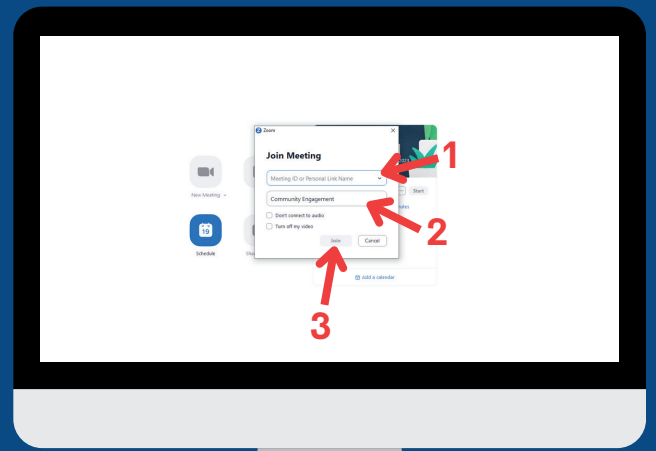 Zoom
Join Meeting
Meeting ID or Personal Link Name
Community Engagement
Don't connect to audio
Turn off my video
Join
Cancel
1
2
3
New Meeting
19
Schedule
Start
Add a calendar